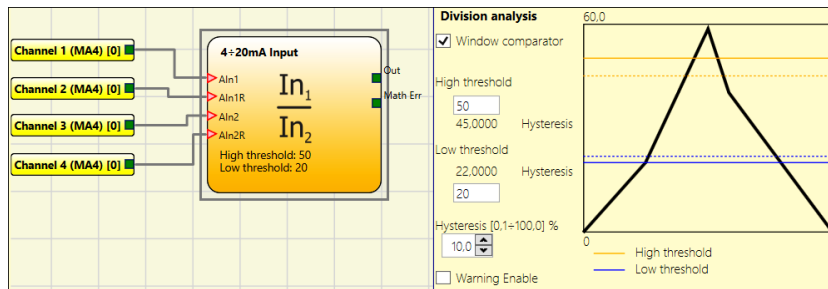 Channel 1 (MA4) [0]
Channel 2 (MA4) [0]
Channel 3 (MA4) [0]
Channel 4 (MA4) [0]
4÷20mA Input
AIn1
AIn1R
AIn2
AIn2R
In1
In2
Out
Math Err
High threshold: 50
Low threshold: 20
Division analysis
Window comparator
High threshold
50
45,0000 Hysteresis
Low threshold
22,0000 Hysteresis
20
Hysteresis [0,1÷100,0] %
10,0
Warning Enable
60,0
0
High threshold
Low threshold